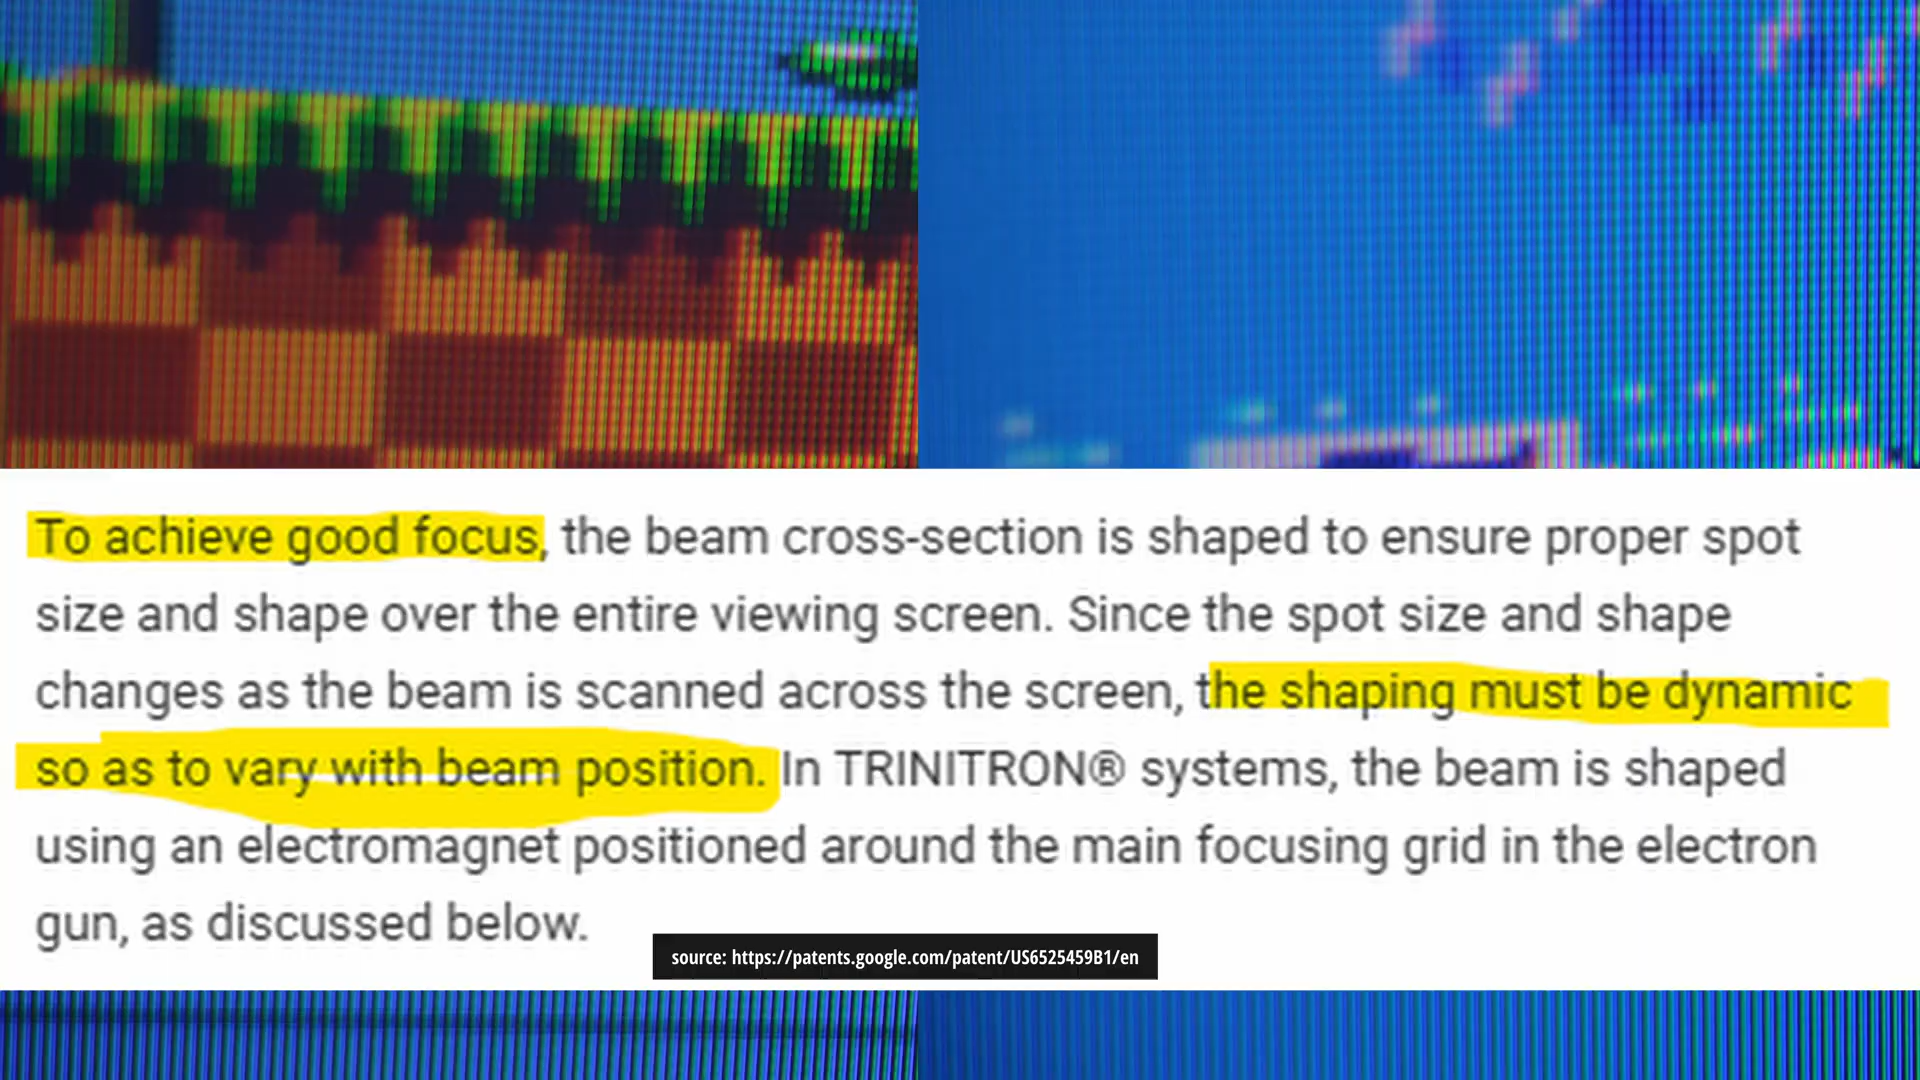 To achieve good focus, the beam cross-section is shaped to ensure proper spot
size and shape over the entire viewing screen. Since the spot size and shape
changes as the beam is scanned across the screen, the shaping must be dynamic
so as to vary with beam position. In TRINITRON® systems, the beam is shaped
using an electromagnet positioned around the main focusing grid in the electron
gun, as discussed below.
source: https://patents.google.com/patent/US6525459B1/en